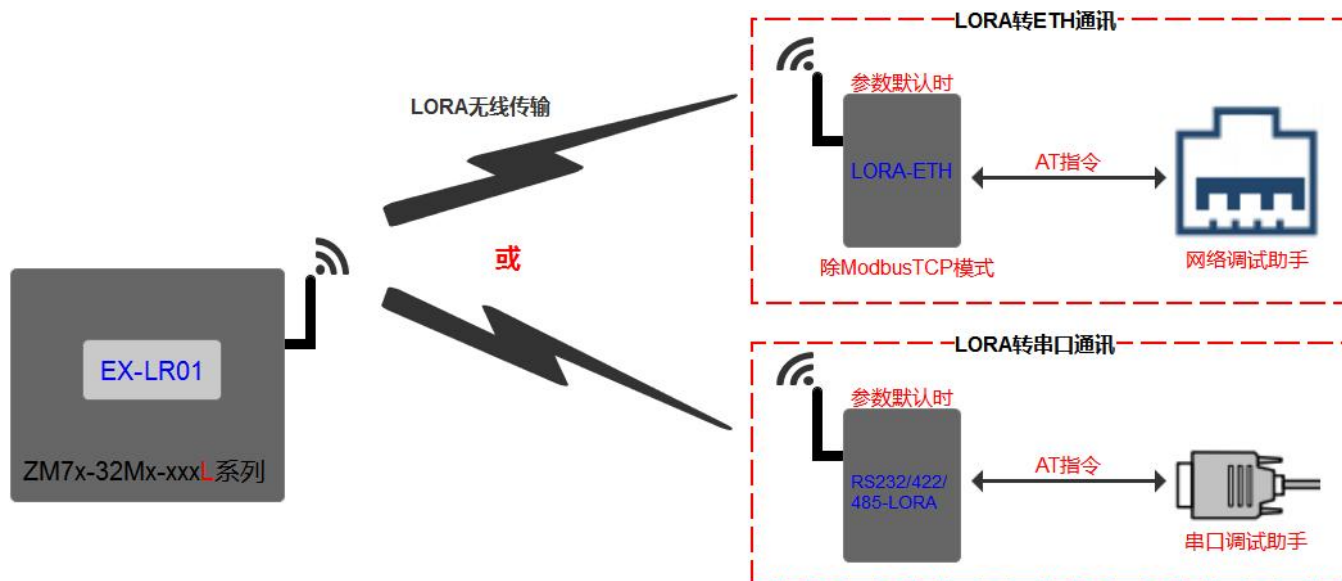 LORA转ETH通讯
参数默认时
LORA无线传输
LORA-ETH
AT指令
除ModbusTCP模式
网络调试助手
或
EX-LR01
ZM7x-32Mx-xxxL系列
LORA转串口通讯
参数默认时
RS232/422/
485-LORA
AT指令
串口调试助手